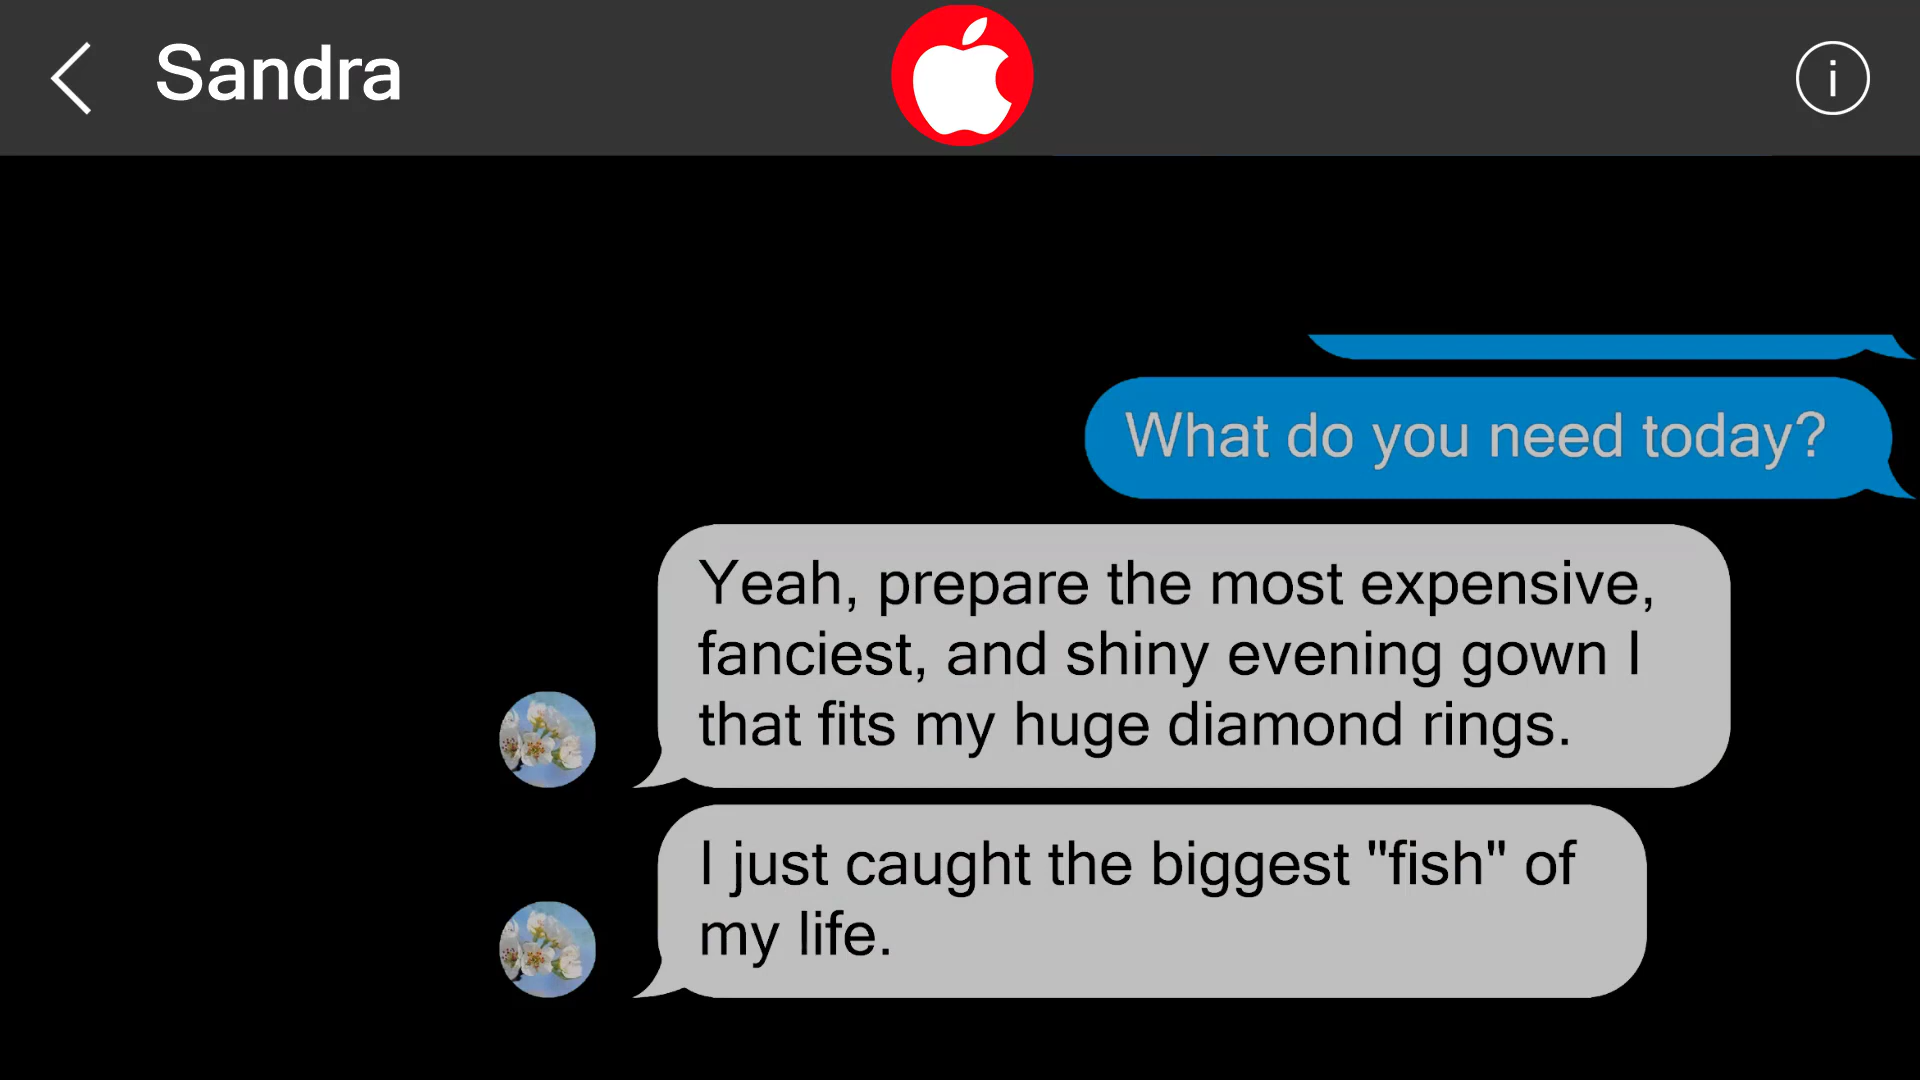 Sandra
What do you need today?
Yeah, prepare the most expensive,
fanciest, and shiny evening gown I
that fits my huge diamond rings.
I just caught the biggest "fish" of
my life.